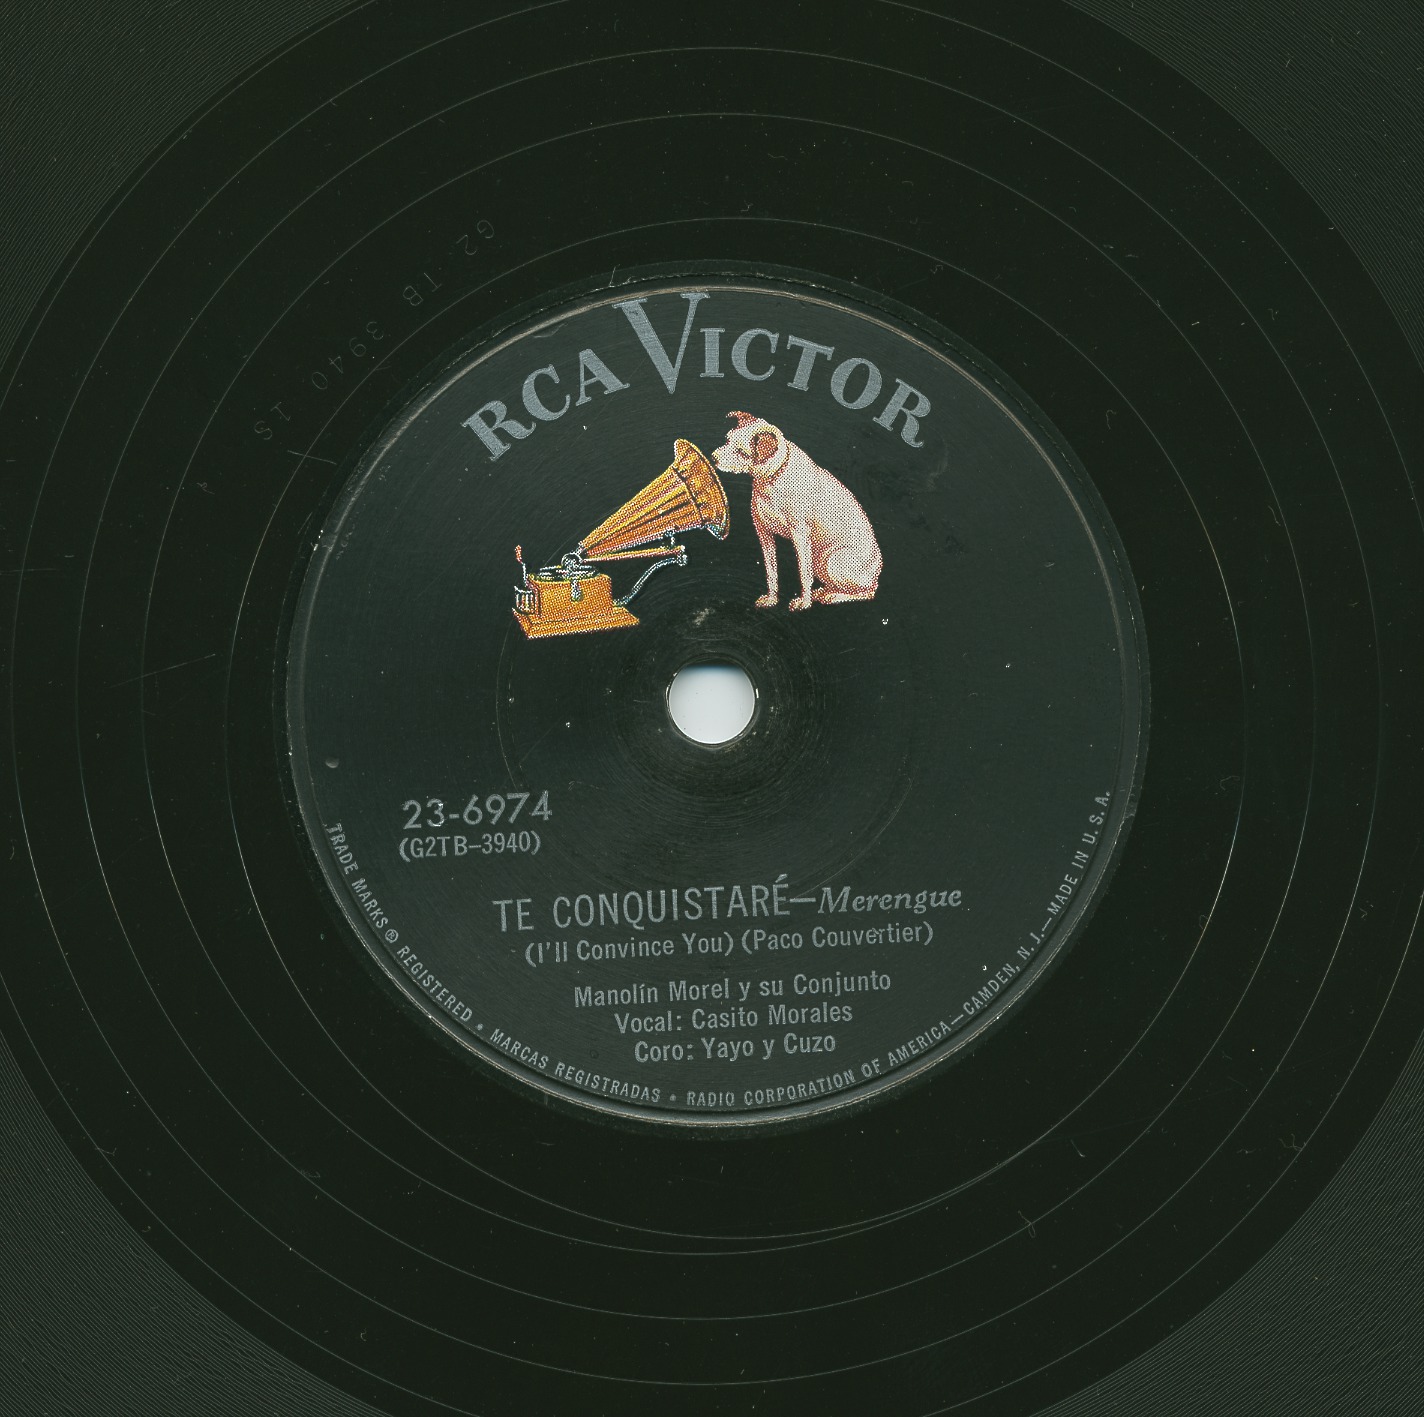 G2 TB 3940 1S
RCA VICTOR
23-6974
(G2TB–3940)
TE CONQUISTARÉ—Merengue
(I'll Convince You) (Paco Couvertier)
Manolín Morel y su Conjunto
Vocal: Casito Morales
Coro: Yayo y Cuzo
TRADE MARKS ® REGISTERED • MARCAS REGISTRADAS • RADIO CORPORATION OF AMERICA—CAMDEN, N. J.—MADE IN U. S. A.